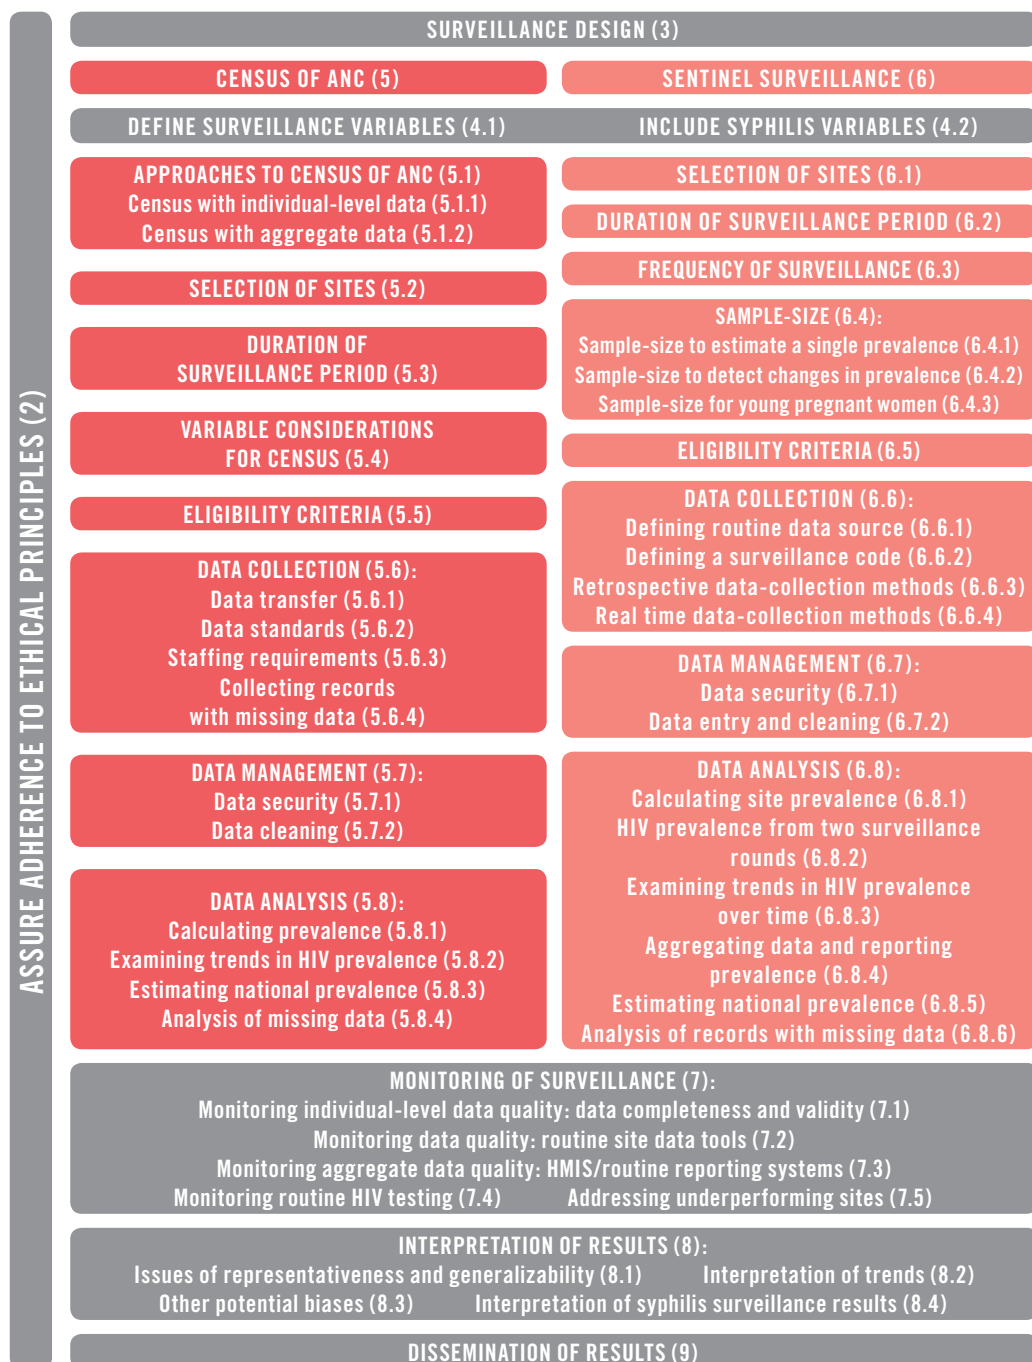 ASSURE ADHERENCE TO ETHICAL PRINCIPLES (2)
SURVEILLANCE DESIGN (3)
CENSUS OF ANC (5)
SENTINEL SURVEILLANCE (6)
DEFINE SURVEILLANCE VARIABLES (4.1)
INCLUDE SYPHILIS VARIABLES (4.2)
APPROACHES TO CENSUS OF ANC (5.1)
Census with individual-level data (5.1.1)
Census with aggregate data (5.1.2)
SELECTION OF SITES (5.2)
DURATION OF
SURVEILLANCE PERIOD (5.3)
VARIABLE CONSIDERATIONS
FOR CENSUS (5.4)
ELIGIBILITY CRITERIA (5.5)
DATA COLLECTION (5.6):
Data transfer (5.6.1)
Data standards (5.6.2)
Staffing requirements (5.6.3)
Collecting records
with missing data (5.6.4)
DATA MANAGEMENT (5.7):
Data security (5.7.1)
Data cleaning (5.7.2)
DATA ANALYSIS (5.8):
Calculating prevalence (5.8.1)
Examining trends in HIV prevalence (5.8.2)
Estimating national prevalence (5.8.3)
Analysis of missing data (5.8.4)
SELECTION OF SITES (6.1)
DURATION OF SURVEILLANCE PERIOD (6.2)
FREQUENCY OF SURVEILLANCE (6.3)
SAMPLE-SIZE (6.4):
Sample-size to estimate a single prevalence (6.4.1)
Sample-size to detect changes in prevalence (6.4.2)
Sample-size for young pregnant women (6.4.3)
ELIGIBILITY CRITERIA (6.5)
DATA COLLECTION (6.6):
Defining routine data source (6.6.1)
Defining a surveillance code (6.6.2)
Retrospective data-collection methods (6.6.3)
Real time data-collection methods (6.6.4)
DATA MANAGEMENT (6.7):
Data security (6.7.1)
Data entry and cleaning (6.7.2)
DATA ANALYSIS (6.8):
Calculating site prevalence (6.8.1)
HIV prevalence from two surveillance
rounds (6.8.2)
Examining trends in HIV prevalence
over time (6.8.3)
Aggregating data and reporting
prevalence (6.8.4)
Estimating national prevalence (6.8.5)
Analysis of records with missing data (6.8.6)
MONITORING OF SURVEILLANCE (7):
Monitoring individual-level data quality: data completeness and validity (7.1)
Monitoring data quality: routine site data tools (7.2)
Monitoring aggregate data quality: HMIS/routine reporting systems (7.3)
Monitoring routine HIV testing (7.4) Addressing underperforming sites (7.5)
INTERPRETATION OF RESULTS (8):
Issues of representativeness and generalizability (8.1) Interpretation of trends (8.2)
Other potential biases (8.3) Interpretation of syphilis surveillance results (8.4)
DISSEMINATION OF RESULTS (9)